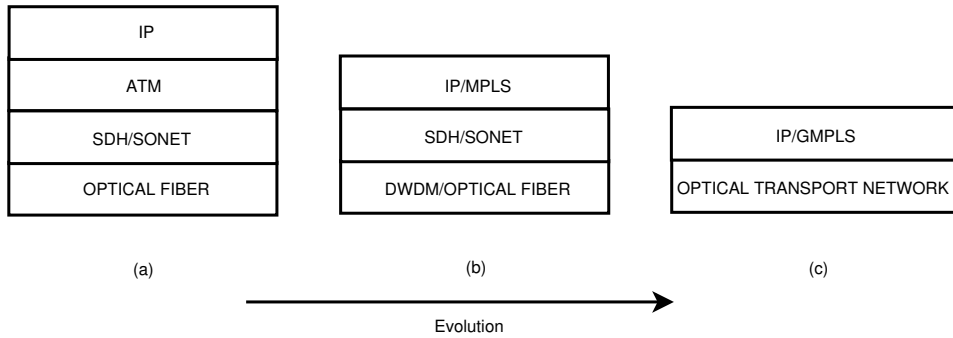 IP
ATM
SDH/SONET
OPTICAL FIBER
(a)
IP/MPLS
SDH/SONET
DWDM/OPTICAL FIBER
(b)
IP/GMPLS
OPTICAL TRANSPORT NETWORK
(c)
Evolution